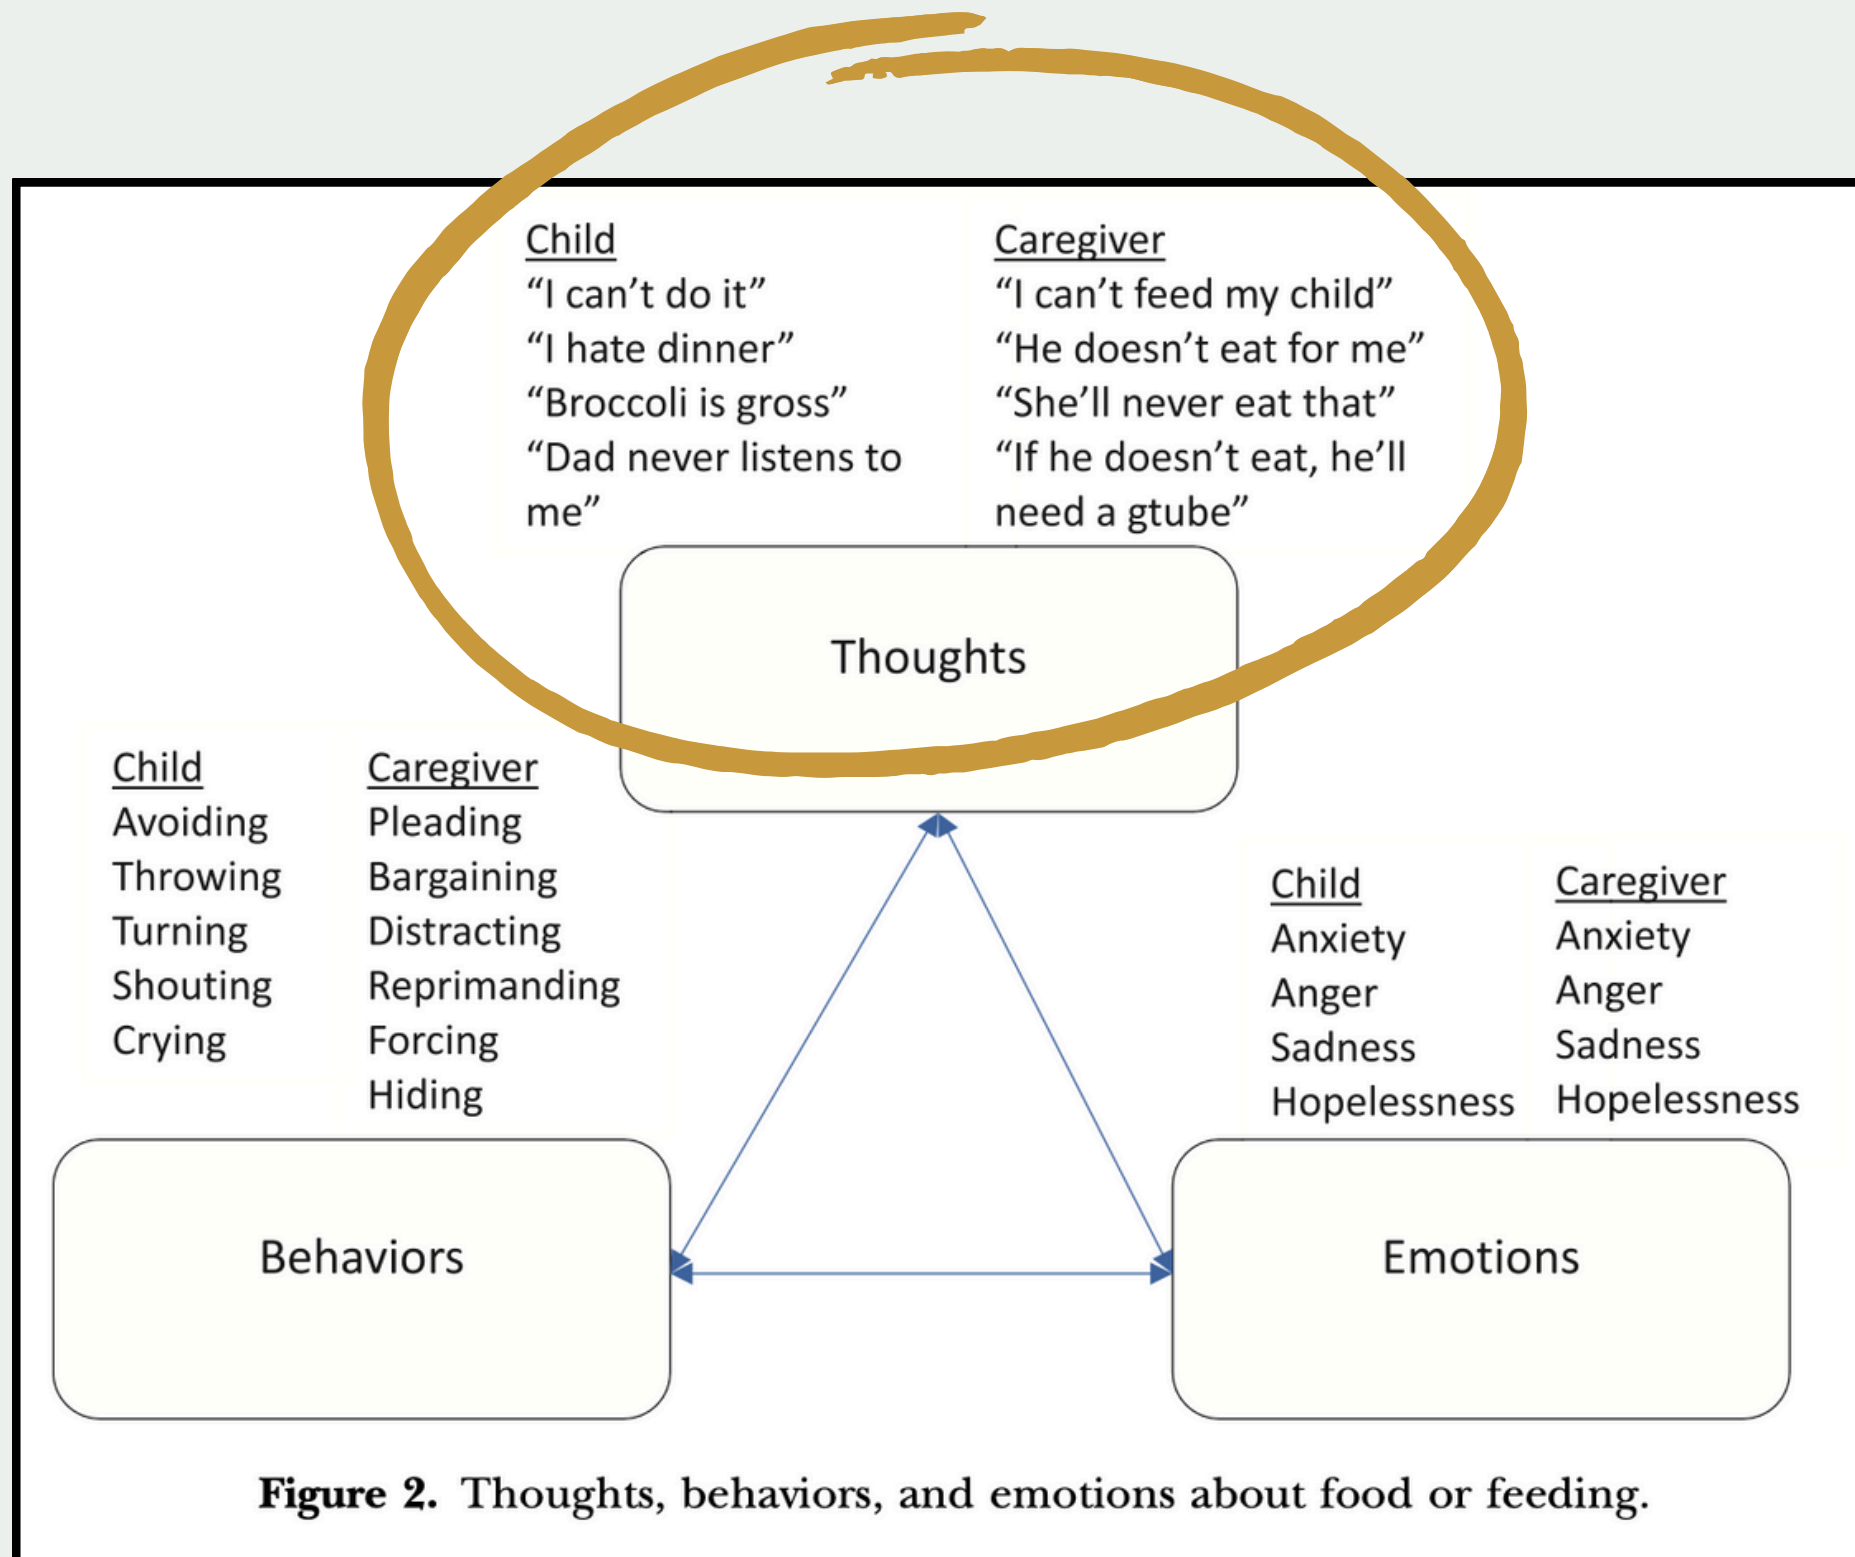 Child
“I can’t do it”
“I hate dinner”
“Broccoli is gross”
“Dad never listens to
me”
Caregiver
“I can’t feed my child”
“He doesn’t eat for me”
“She’ll never eat that”
“If he doesn’t eat, he’ll
need a gtube”
Thoughts
Child
Avoiding
Throwing
Turning
Shouting
Crying
Caregiver
Pleading
Bargaining
Distracting
Reprimanding
Forcing
Hiding
Child
Anxiety
Anger
Sadness
Hopelessness
Caregiver
Anxiety
Anger
Sadness
Hopelessness
Behaviors
Emotions
Figure 2. Thoughts, behaviors, and emotions about food or feeding.